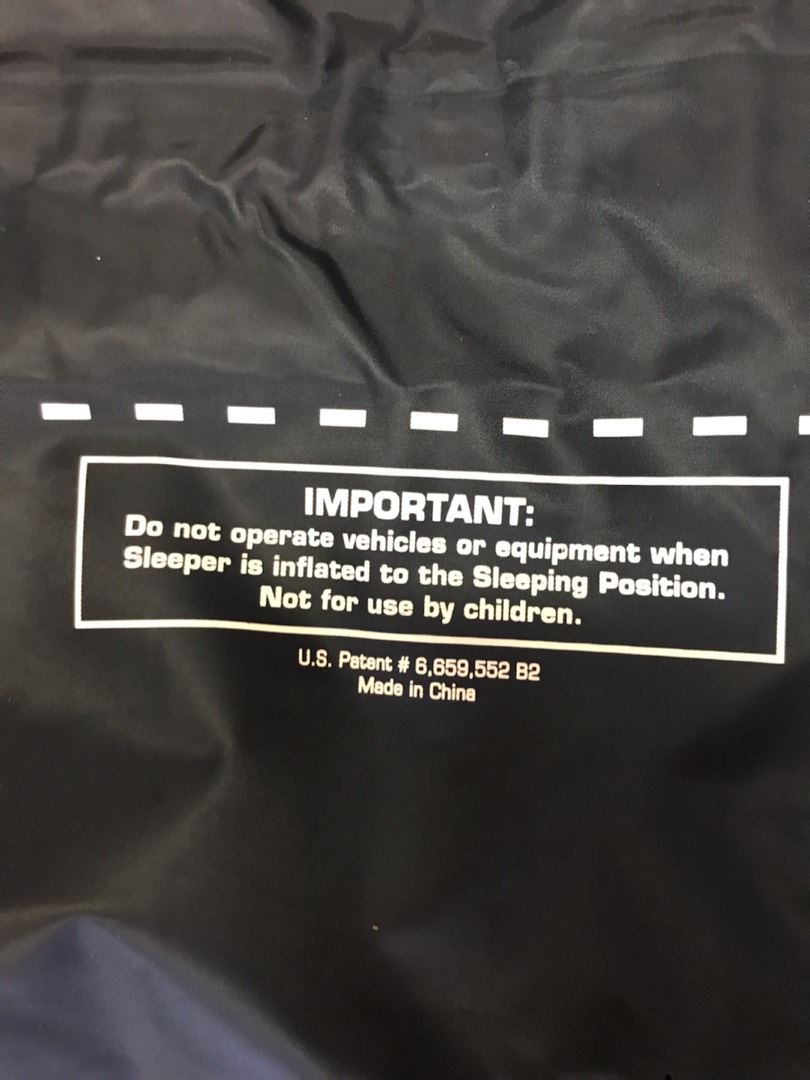 IMPORTANT:
Do not operate vehicles or equipment when
Sleeper is inflated to the Sleeping Position.
Not for use by children.
U.S. Patent # 6,659,552 B2
Made in China